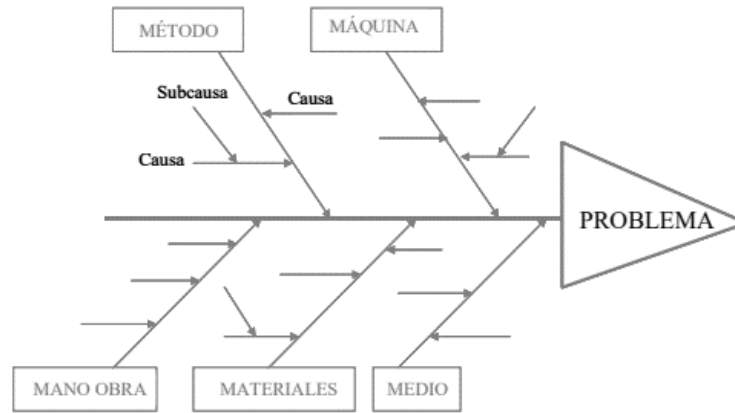 MÉTODO
MÁQUINA
Subcausa
Causa
Causa
PROBLEMA
MANO OBRA
MATERIALES
MEDIO